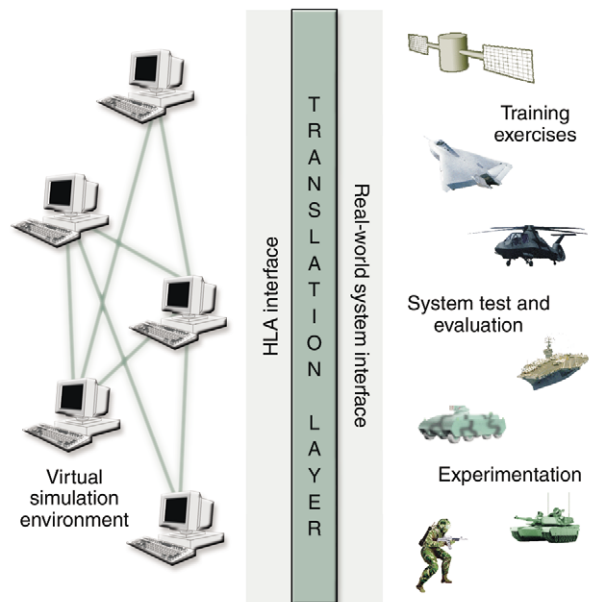 Training
exercises
HLA interface
TRANSLATION LAYER
Real-world system interface
System test and
evaluation
Virtual
simulation
environment
Experimentation